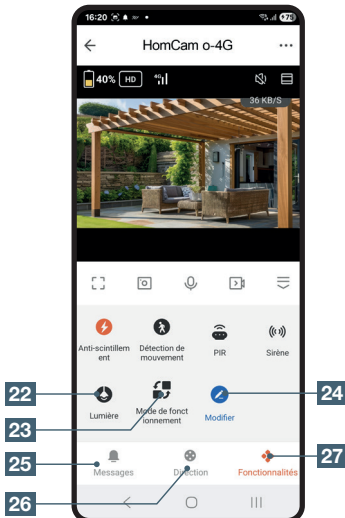 16:20
75
HomCam o-4G
40% HD 4G
36 KB/S
Anti-scintillem
ent
Détection de
mouvement
PIR
Sirène
22
Lumière
23
Mode de fonct
ionnement
24
Modifier
25
Messages
26
Direction
27
Fonctionnalités